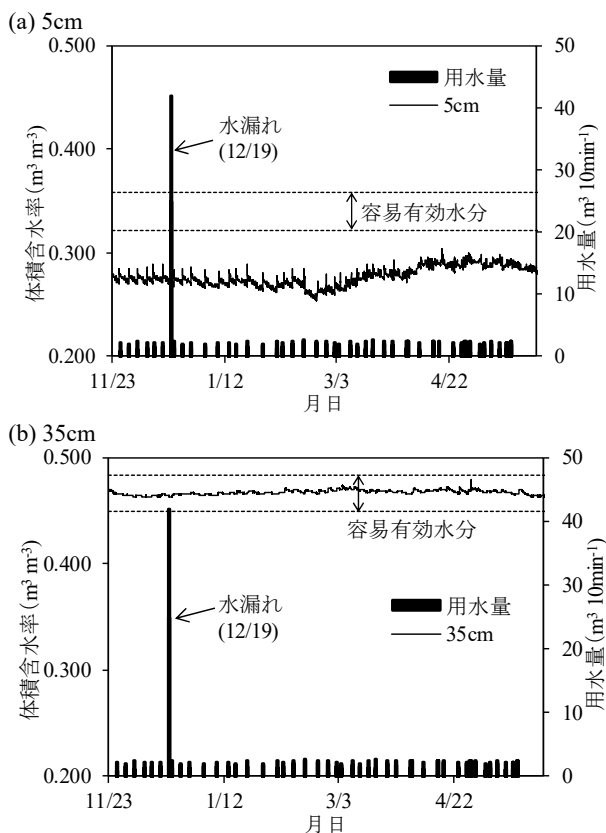 (a) 5cm
0.500
0.400
0.300
0.200
体積含水率(m³ m⁻³)
50
40
30
20
10
0
用水量(m³ 10min⁻¹)
用水量
5cm
水漏れ
(12/19)
容易有効水分
11/23 1/12 3/3 4/22
月日
(b) 35cm
0.500
0.400
0.300
0.200
体積含水率(m³ m⁻³)
50
40
30
20
10
0
用水量(m³ 10min⁻¹)
容易有効水分
水漏れ
(12/19)
用水量
35cm
11/23 1/12 3/3 4/22
月日